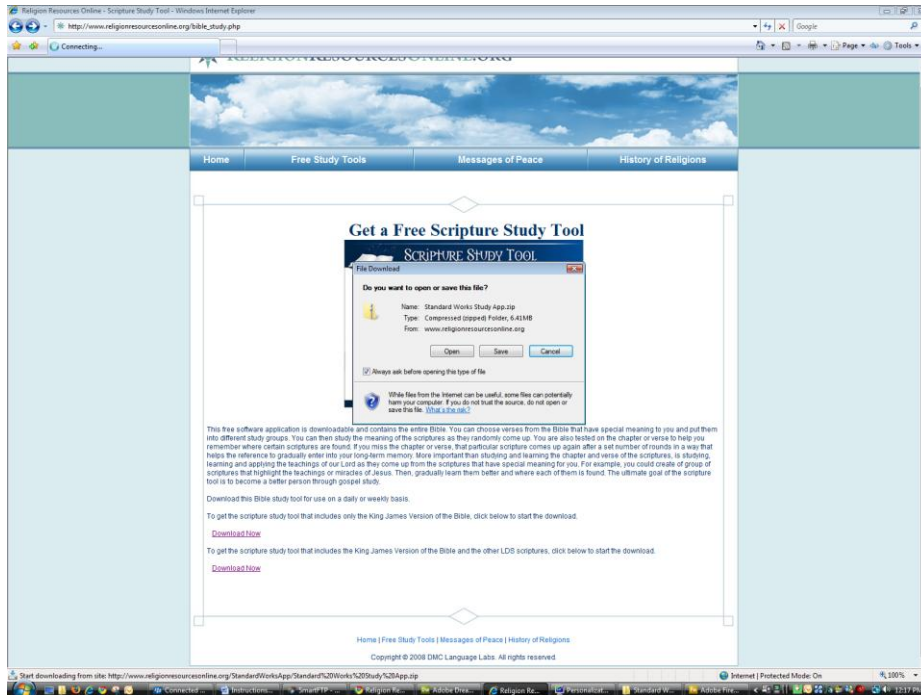 Religion Resources Online - Scripture Study Tool - Windows Internet Explorer
http://www.religionresourcesonline.org/bible_study.php
Google
Connecting...
Page
Tools
RELIGIONRESOURCESONLINE.ORG
Home Free Study Tools Messages of Peace History of Religions
Get a Free Scripture Study Tool
SCRIPTURE STUDY TOOL
File Download
Do you want to open or save this file?
Name: Standard Works Study App.zip
Type: Compressed (zipped) Folder, 6.41MB
From: www.religionresourcesonline.org
Open Save Cancel
Always ask before opening this type of file
While files from the Internet can be useful, some files can potentially
harm your computer. If you do not trust the source, do not open or
save this file. What's the risk?
This free software application is downloadable and contains the entire Bible. You can choose verses from the Bible that have special meaning to you and put them
into different study groups. You can then study the meaning of the scriptures as they randomly come up. You are also tested on the chapter or verse to help you
remember where certain scriptures are found. If you miss the chapter or verse, that particular scripture comes up again after a set number of rounds in a way that
helps the reference to gradually enter into your long-term memory. More important than studying and learning the chapter and verse of the scriptures, is studying,
learning and applying the teachings of our Lord as they come up from the scriptures that have special meaning for you. For example, you could create of group of
scriptures that highlight the teachings or miracles of Jesus. Then, gradually learn them better and where each of them is found. The ultimate goal of the scripture
tool is to become a better person through gospel study.
Download this Bible study tool for use on a daily or weekly basis.
To get the scripture study tool that includes only the King James Version of the Bible, click below to start the download.
Download Now
To get the scripture study tool that includes the King James Version of the Bible and the other LDS scriptures, click below to start the download.
Download Now
Home | Free Study Tools | Messages of Peace | History of Religions
Copyright © 2008 DMC Language Labs. All rights reserved.
Start downloading from site: http://www.religionresourcesonline.org/StandardWorksApp/Standard%20Works%20Study%20App.zip
Internet | Protected Mode: On
100%
Connected ... Instructions... SmartFTP - ... Religion Re... Adobe Drea... Religion Re... Personalizat... Standard W... Adobe Fire...